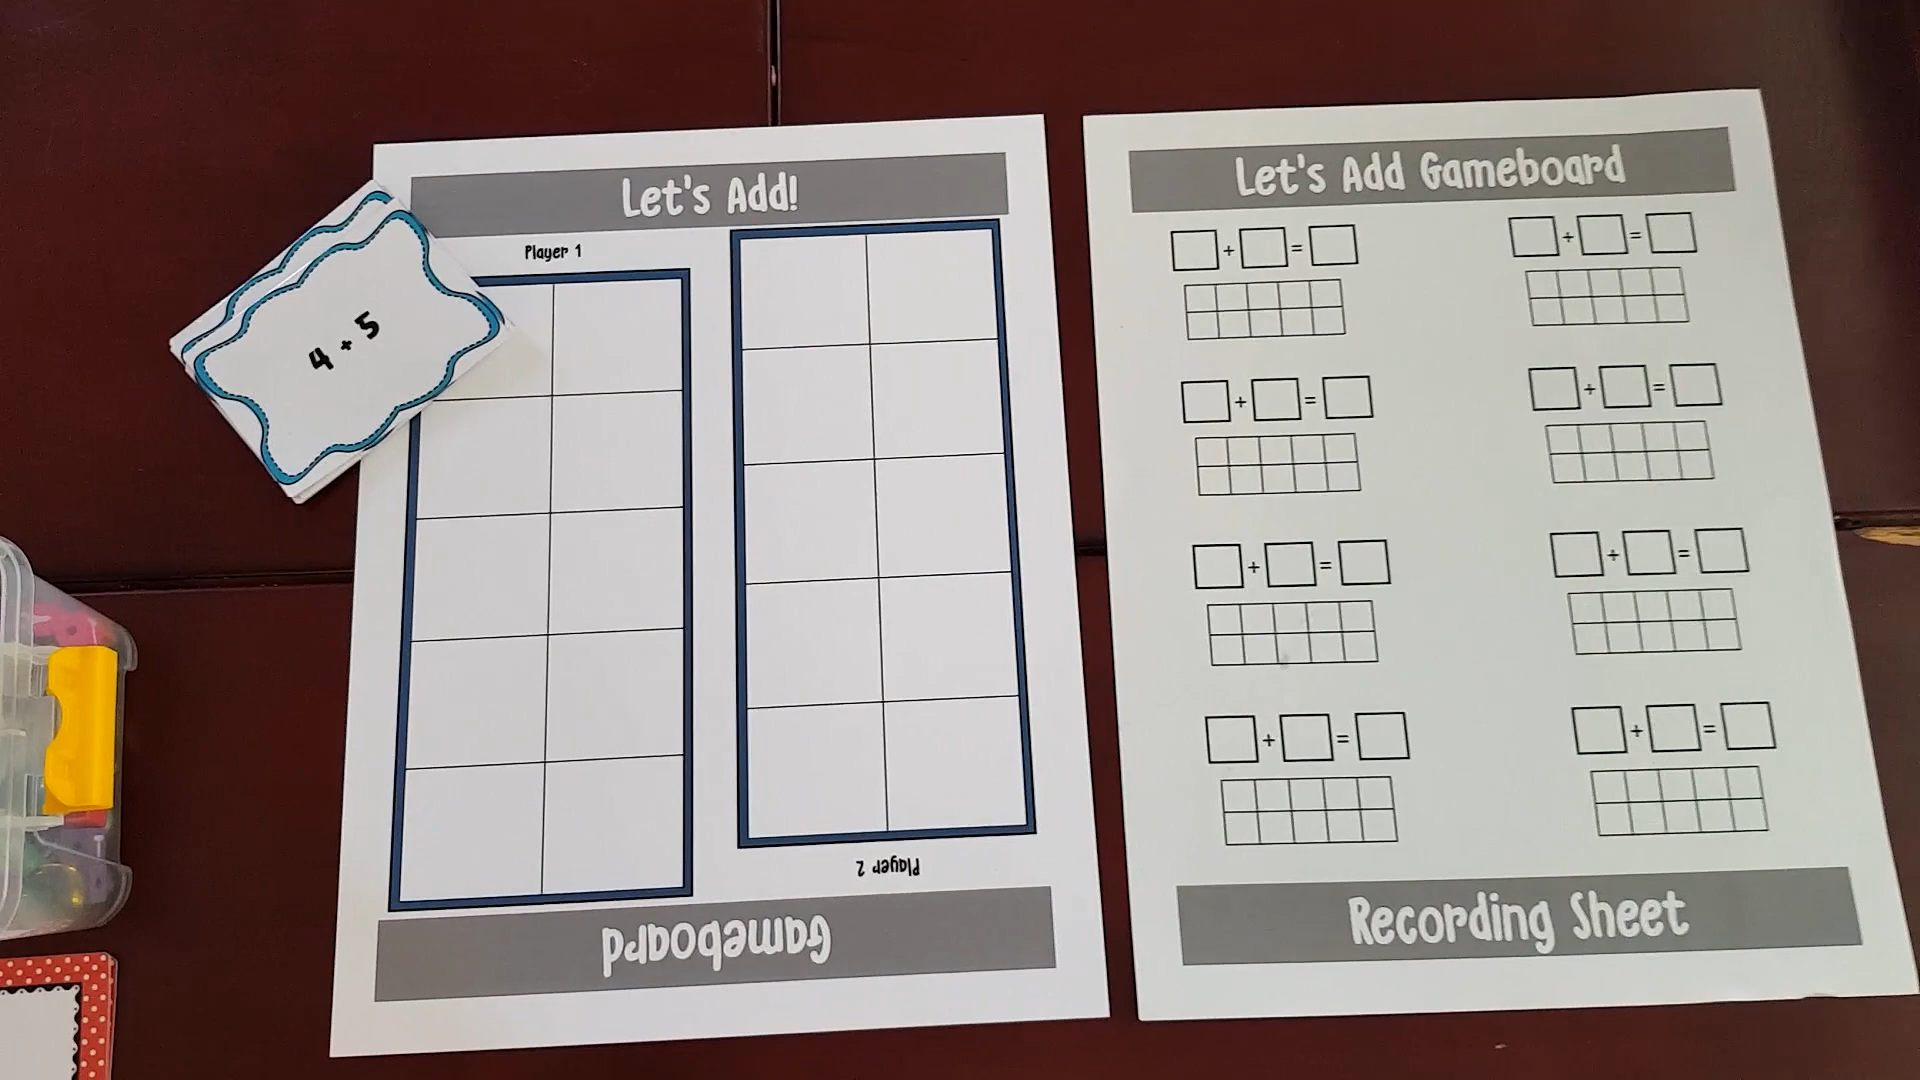 Let's Add!
Player 1
4 + 5
Player 2
Gameboard
Let's Add Gameboard
+ =
+ =
+ =
+ =
+ =
+ =
+ =
+ =
Recording Sheet